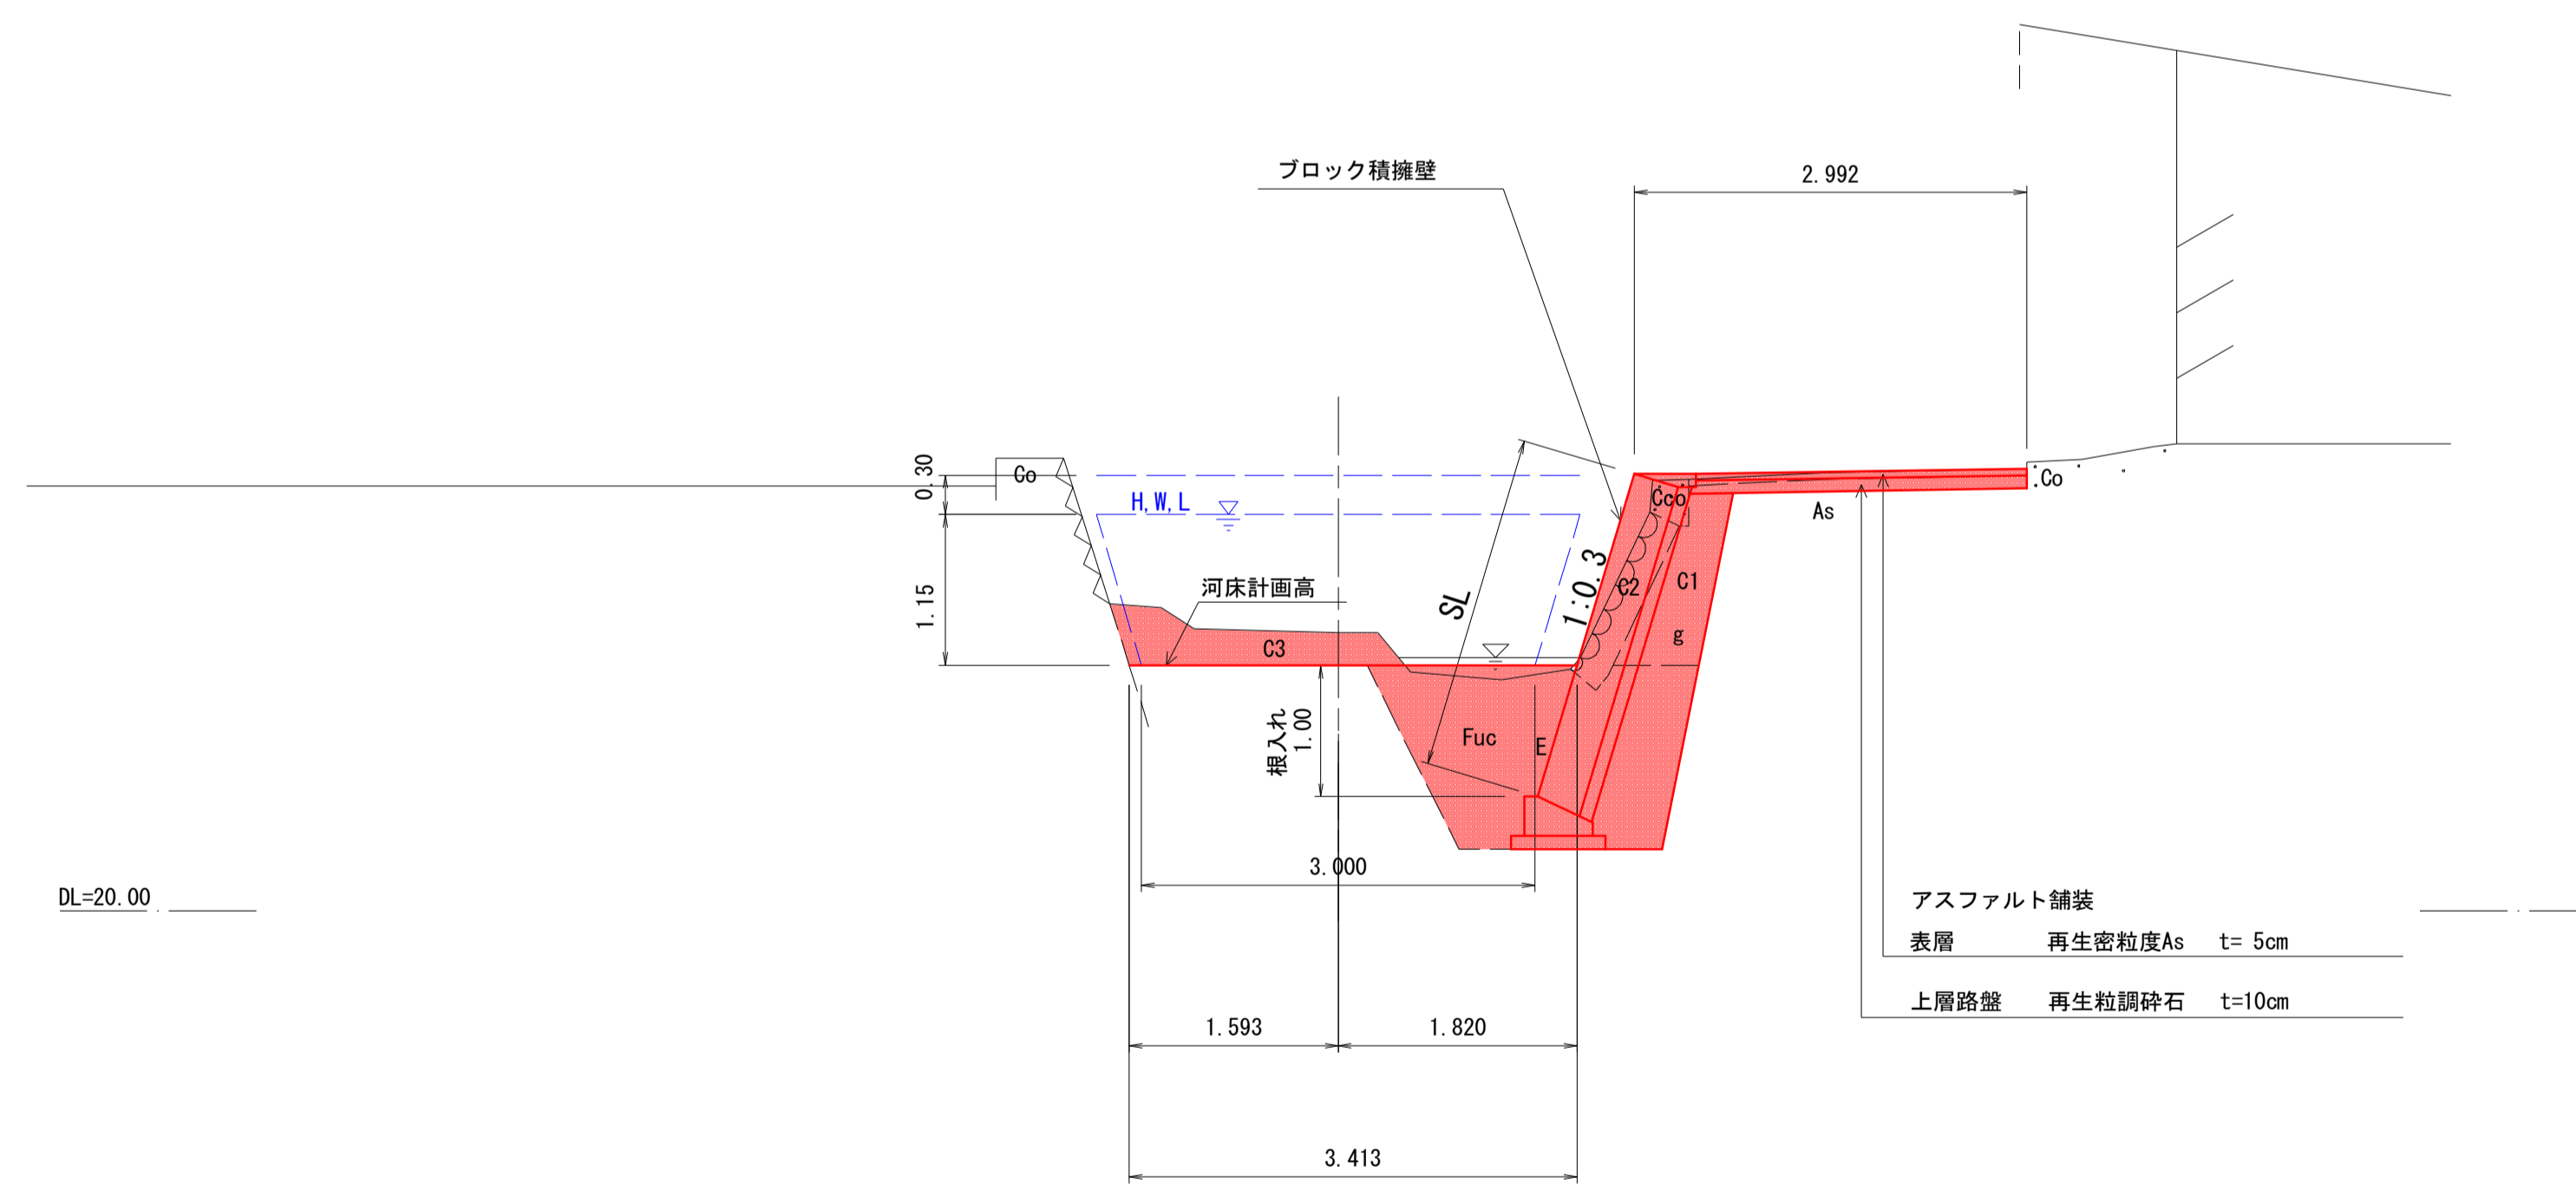 ブロック積擁壁
2.992
0.30
Co
H,W,L
Cco
Co
As
1:0.3
C2
C1
1.15
河床計画高
SL
C3
g
根入れ
1.00
Fuc
E
3.000
DL=20.00
アスファルト舗装
表層 再生密粒度As t= 5cm
上層路盤 再生粒調砕石 t=10cm
1.593
1.820
3.413